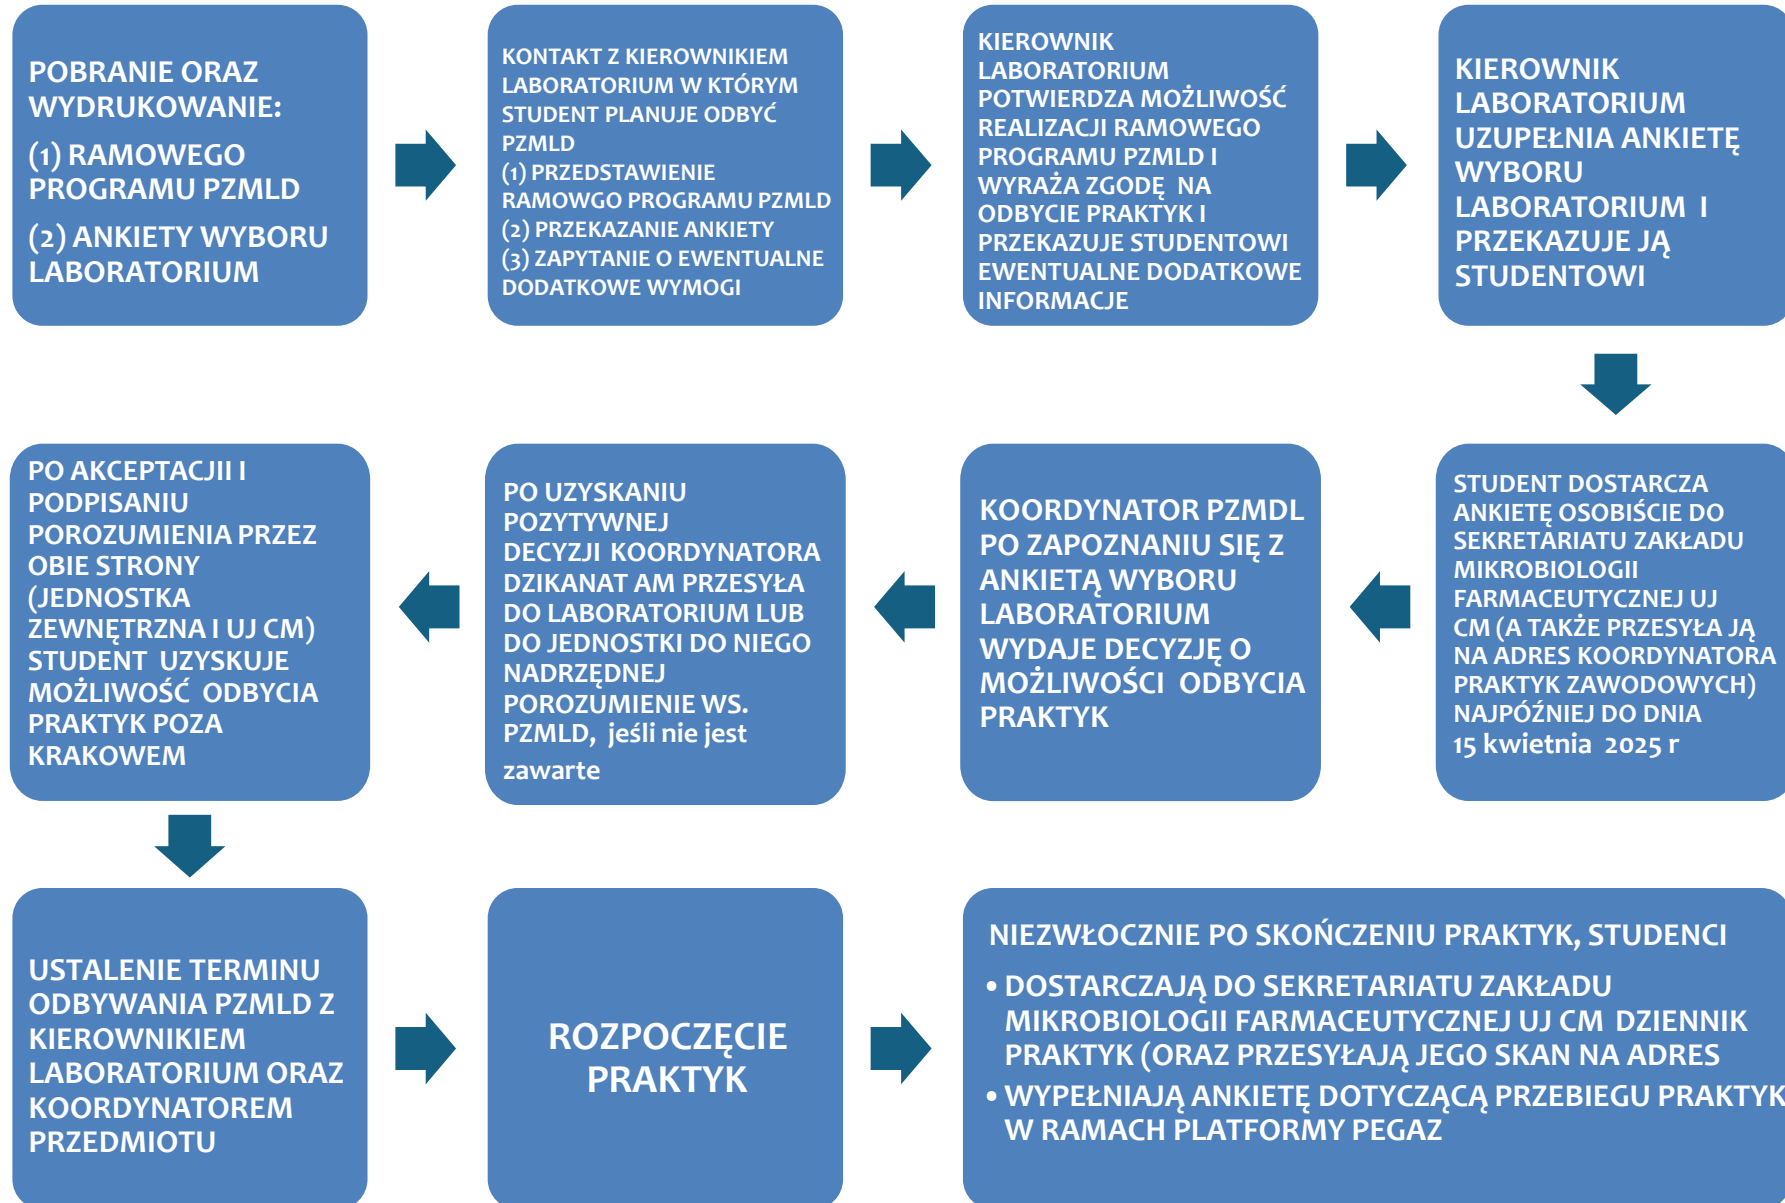 POBRANIE ORAZ
WYDRUKOWANIE:
(1) RAMOWEGO
PROGRAMU PZMLD
(2) ANKIETY WYBORU
LABORATORIUM
KONTAKT Z KIEROWNIKIEM
LABORATORIUM W KTÓRYM
STUDENT PLANUJE ODBYĆ
PZMLD
(1) PRZEDSTAWIENIE
RAMOWGO PROGRAMU PZMLD
(2) PRZEKAZANIE ANKIETY
(3) ZAPYTANIE O EWENTUALNE
DODATKOWE WYMOGI
KIEROWNIK
LABORATORIUM
POTWIERDZA MOŻLIWOŚĆ
REALIZACJI RAMOWEGO
PROGRAMU PZMLD I
WYRAŻA ZGODĘ NA
ODBYCIE PRAKTYK I
PRZEKAZUJE STUDENTOWI
EWENTUALNE DODATKOWE
INFORMACJE
KIEROWNIK
LABORATORIUM
UZUPEŁNIA ANKIETĘ
WYBORU
LABORATORIUM I
PRZEKAZUJE JĄ
STUDENTOWI
STUDENT DOSTARCZA
ANKIETĘ OSOBIŚCIE DO
SEKRETARIATU ZAKŁADU
MIKROBIOLOGII
FARMACEUTYCZNEJ UJ
CM (A TAKŻE PRZESYŁA JĄ
NA ADRES KOORDYNATORA
PRAKTYK ZAWODOWYCH)
NAJPÓŹNIEJ DO DNIA
15 kwietnia 2025 r
KOORDYNATOR PZMDL
PO ZAPOZNANIU SIĘ Z
ANKIETĄ WYBORU
LABORATORIUM
WYDAJE DECYZJĘ O
MOŻLIWOŚCI ODBYCIA
PRAKTYK
PO UZYSKANIU
POZYTYWNEJ
DECYZJI KOORDYNATORA
DZIKANAT AM PRZESYŁA
DO LABORATORIUM LUB
DO JEDNOSTKI DO NIEGO
NADRZĘDNEJ
POROZUMIENIE WS.
PZMLD, jeśli nie jest
zawarte
PO AKCEPTACJII I
PODPISANIU
POROZUMIENIA PRZEZ
OBIE STRONY
(JEDNOSTKA
ZEWNĘTRZNA I UJ CM)
STUDENT UZYSKUJE
MOŻLIWOŚĆ ODBYCIA
PRAKTYK POZA
KRAKOWEM
USTALENIE TERMINU
ODBYWANIA PZMLD Z
KIEROWNIKIEM
LABORATORIUM ORAZ
KOORDYNATOREM
PRZEDMIOTU
ROZPOCZĘCIE
PRAKTYK
NIEZWŁOCZNIE PO SKOŃCZENIU PRAKTYK, STUDENCI
• DOSTARCZAJĄ DO SEKRETARIATU ZAKŁADU
MIKROBIOLOGII FARMACEUTYCZNEJ UJ CM DZIENNIK
PRAKTYK (ORAZ PRZESYŁAJĄ JEGO SKAN NA ADRES
• WYPEŁNIAJĄ ANKIETĘ DOTYCZĄCĄ PRZEBIEGU PRAKTYK
W RAMACH PLATFORMY PEGAZ